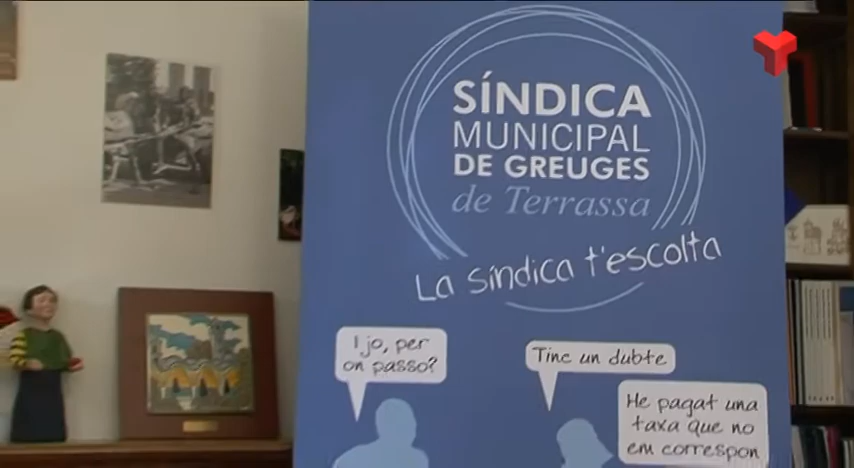 SÍNDICA
MUNICIPAL
DE GREUGES
de Terrassa
La síndica t'escolta
I jo, per
on passo?
Tinc un dubte
He pagat una
taxa que no
em correspon